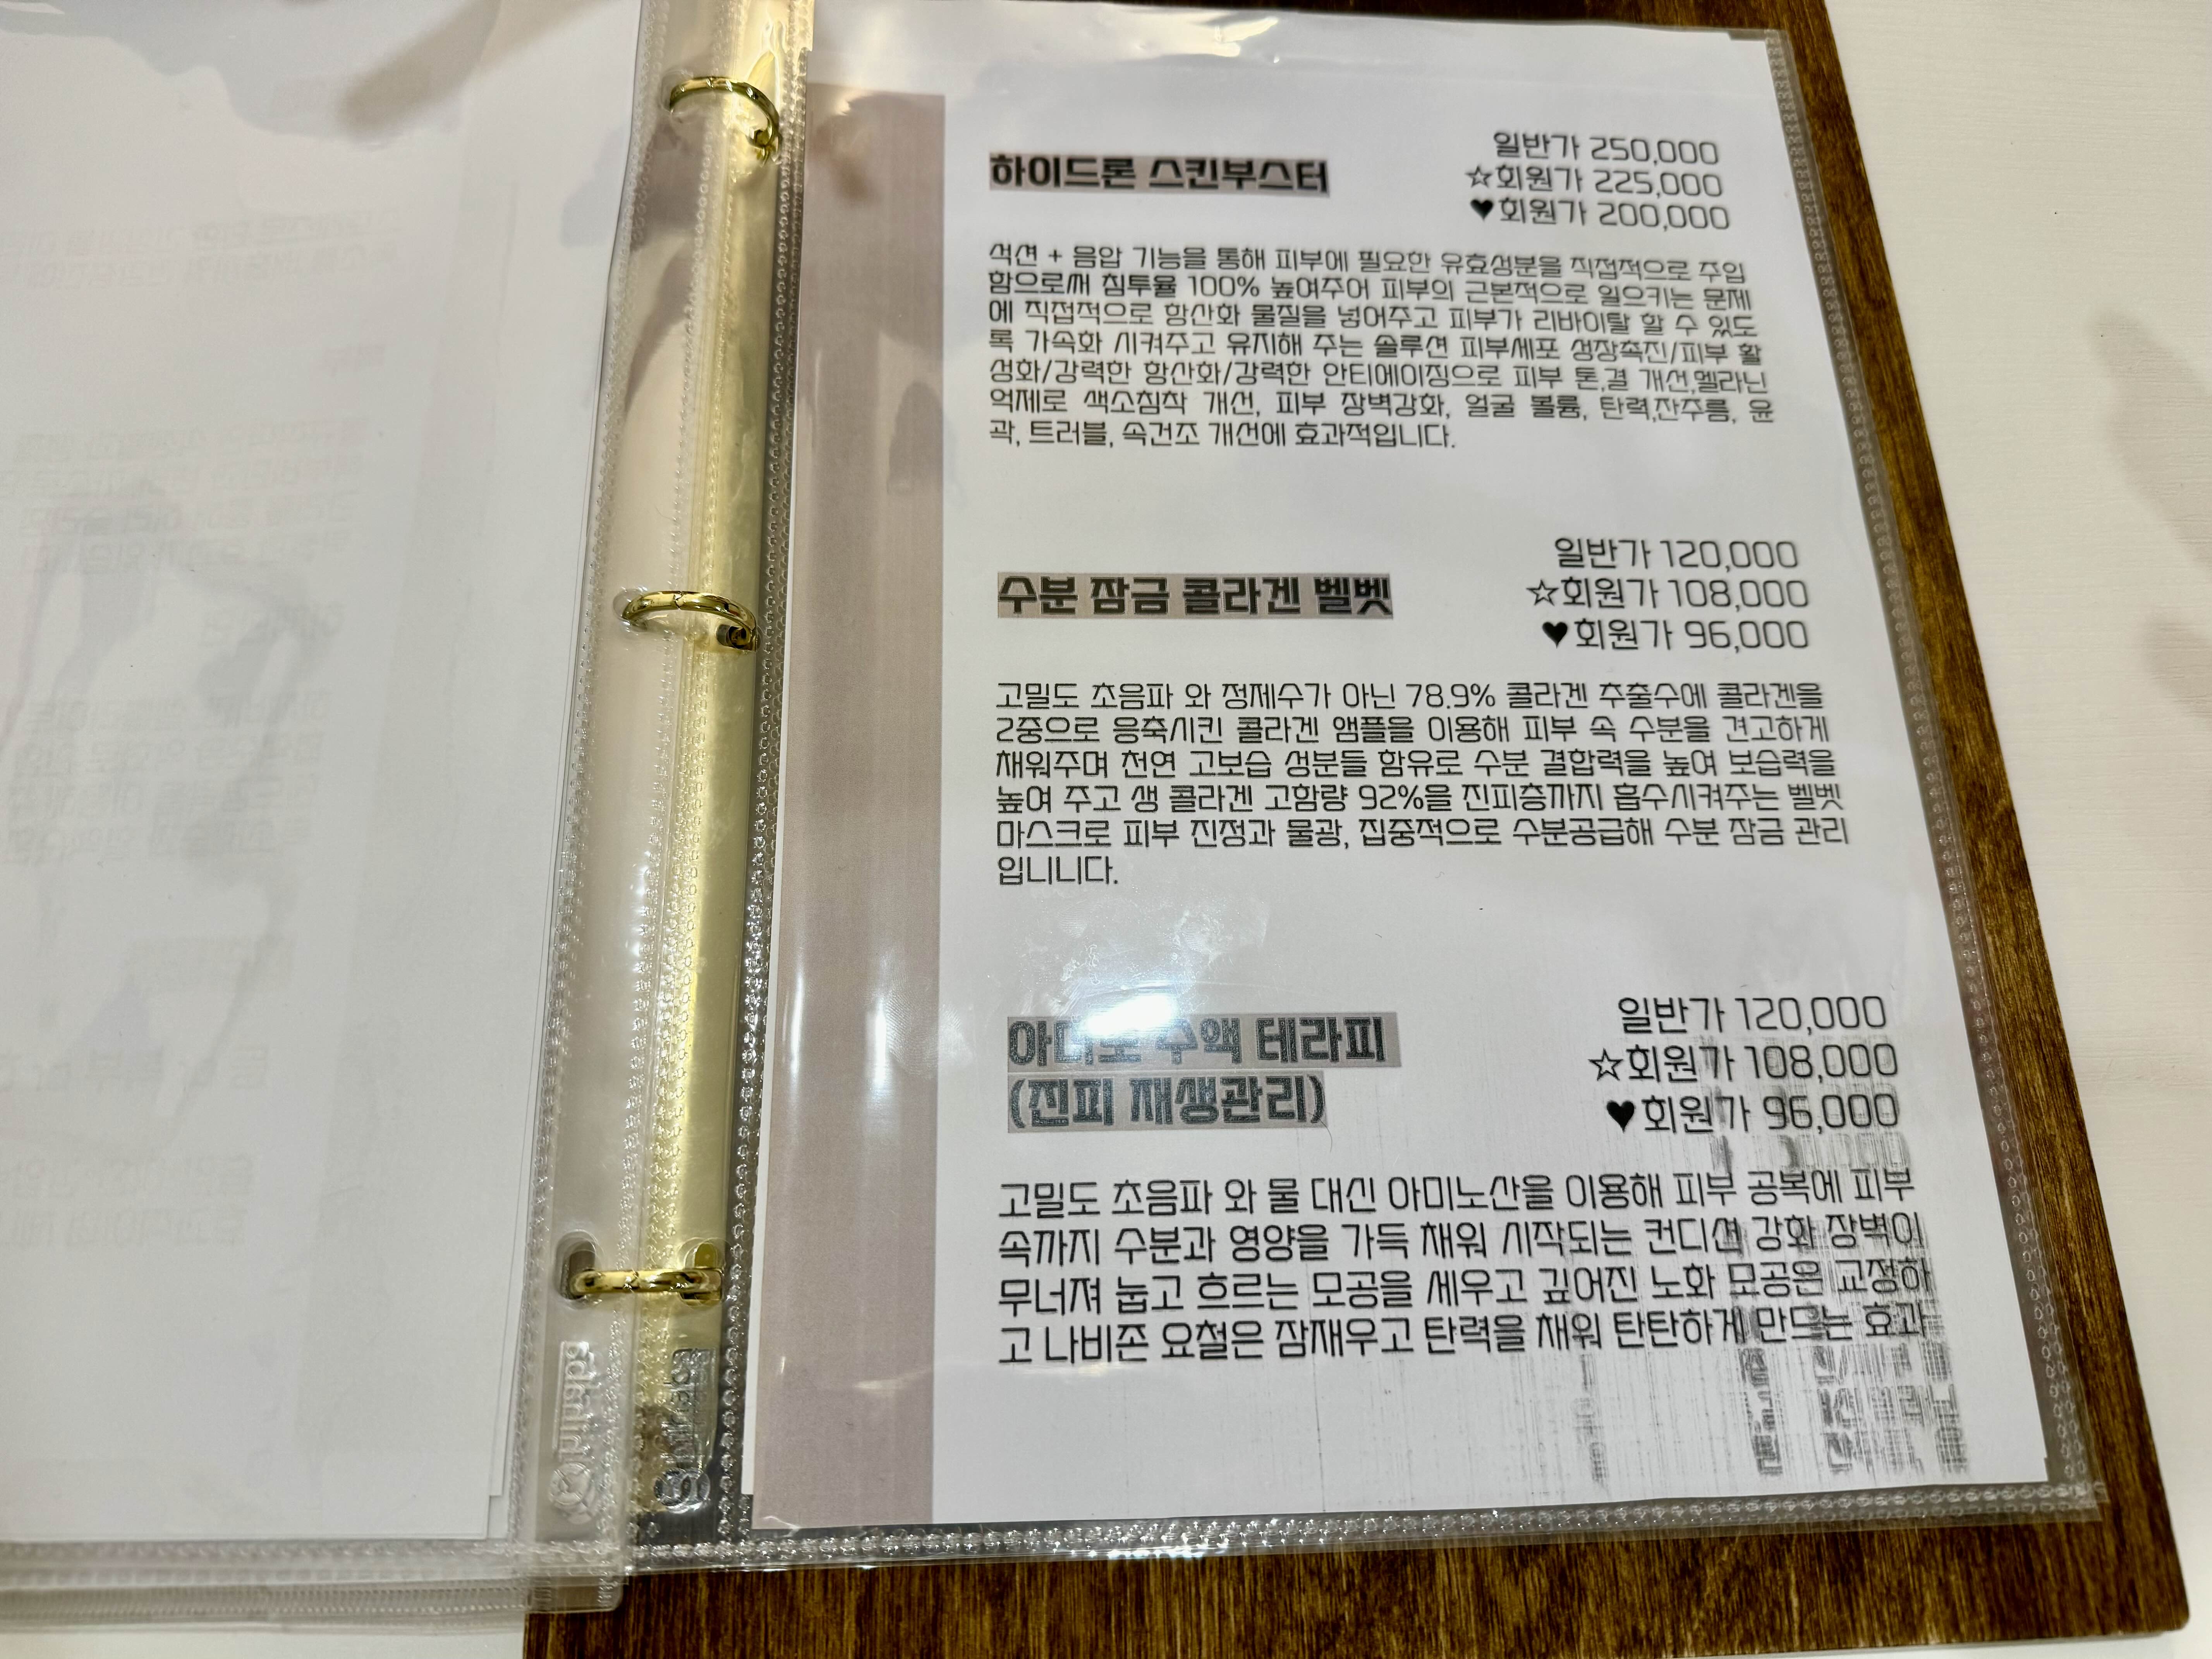 하이드론 스킨부스터
일반가 250,000
☆회원가 225,000
♥회원가 200,000
석션 + 음압 기능을 통해 피부에 필요한 유효성분을 직접적으로 주입
함으로써 침투율 100% 높여주어 피부의 근본적으로 일으키는 문제
에 직접적으로 항산화 물질을 넣어주고 피부가 리바이탈 할 수 있도
록 가속화 시켜주고 유지해 주는 솔루션 피부세포 성장촉진/피부 활
성화/강력한 항산화/강력한 안티에이징으로 피부 톤,결 개선,멜라닌
억제로 색소침착 개선, 피부 장벽강화, 얼굴 볼륨, 탄력,잔주름, 윤
곽, 트러블, 속건조 개선에 효과적입니다.
수분 잠금 콜라겐 벨벳
일반가 120,000
☆회원가 108,000
♥회원가 96,000
고밀도 초음파 와 정제수가 아닌 78.9% 콜라겐 추출수에 콜라겐을
2중으로 응축시킨 콜라겐 앰플을 이용해 피부 속 수분을 견고하게
채워주며 천연 고보습 성분들 함유로 수분 결합력을 높여 보습력을
높여 주고 생 콜라겐 고함량 92%을 진피층까지 흡수시켜주는 벨벳
마스크로 피부 진정과 물광, 집중적으로 수분공급해 수분 잠금 관리
입니니다.
아미노 수액 테라피
(진피 재생관리)
일반가 120,000
☆회원가 108,000
♥회원가 96,000
고밀도 초음파 와 물 대신 아미노산을 이용해 피부 공복에 피부
속까지 수분과 영양을 가득 채워 시작되는 컨디션 강화 장벽이
무너져 눕고 흐르는 모공을 세우고 깊어진 노화 모공은 교정하
고 나비존 요철은 잠재우고 탄력을 채워 탄탄하게 만드는 효과